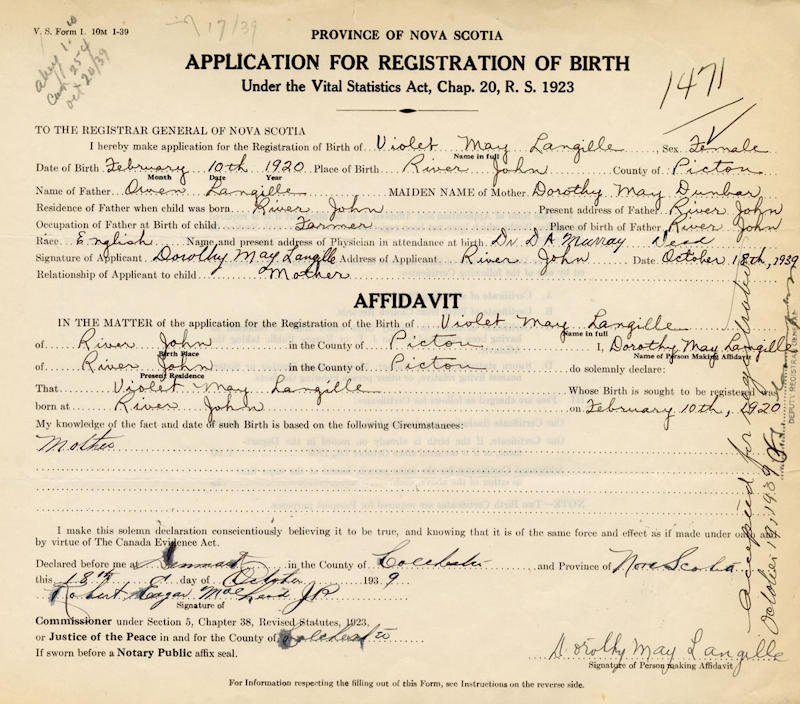 V. S. Form 1. 10M 1-39
17/39
Oct 20/39
PROVINCE OF NOVA SCOTIA
APPLICATION FOR REGISTRATION OF BIRTH
Under the Vital Statistics Act, Chap. 20, R. S. 1923
1471
TO THE REGISTRAR GENERAL OF NOVA SCOTIA
I hereby make application for the Registration of Birth of Violet May Langille, Sex Female
Name in full
Date of Birth February 10th 1920 Place of Birth River John County of Pictou
Month Date Year
Name of Father Owen Langille MAIDEN NAME of Mother Dorothy May Dunbar
Residence of Father when child was born River John Present address of Father River John
Occupation of Father at Birth of child Farmer Place of birth of Father River John
Race English Name and present address of Physician in attendance at birth Dr. D A Murray Dead
Signature of Applicant Dorothy May Langille Address of Applicant River John Date October 18th, 1939
Relationship of Applicant to child Mother
AFFIDAVIT
IN THE MATTER of the application for the Registration of the Birth of Violet May Langille
Name in full
of River John in the County of Pictou I, Dorothy May Langille
Birth Place Name of Person Making Affidavit
of River John in the County of Pictou do solemnly declare:
Present Residence
That Violet May Langille Whose Birth is sought to be registered was
born at River John on February 10th, 1920
My knowledge of the fact and date of such Birth is based on the following Circumstances:
Mother
I make this solemn declaration conscientiously believing it to be true, and knowing that it is of the same force and effect as if made under oath and
by virtue of The Canada Evidence Act.
Declared before me at in the County of Colchester and Province of Nova Scotia
this 18th day of October 1939
Robert Edgar J P
Signature of
Commissioner under Section 5, Chapter 38, Revised Statutes, 1923,
or Justice of the Peace in and for the County of Colchester
If sworn before a Notary Public affix seal.
Dorothy May Langille
Signature of Person making Affidavit
For Information respecting the filling out of this Form, see Instructions on the reverse side.
Accepted for registration
October 19, 1939
DEPUTY REGISTRAR GENERAL